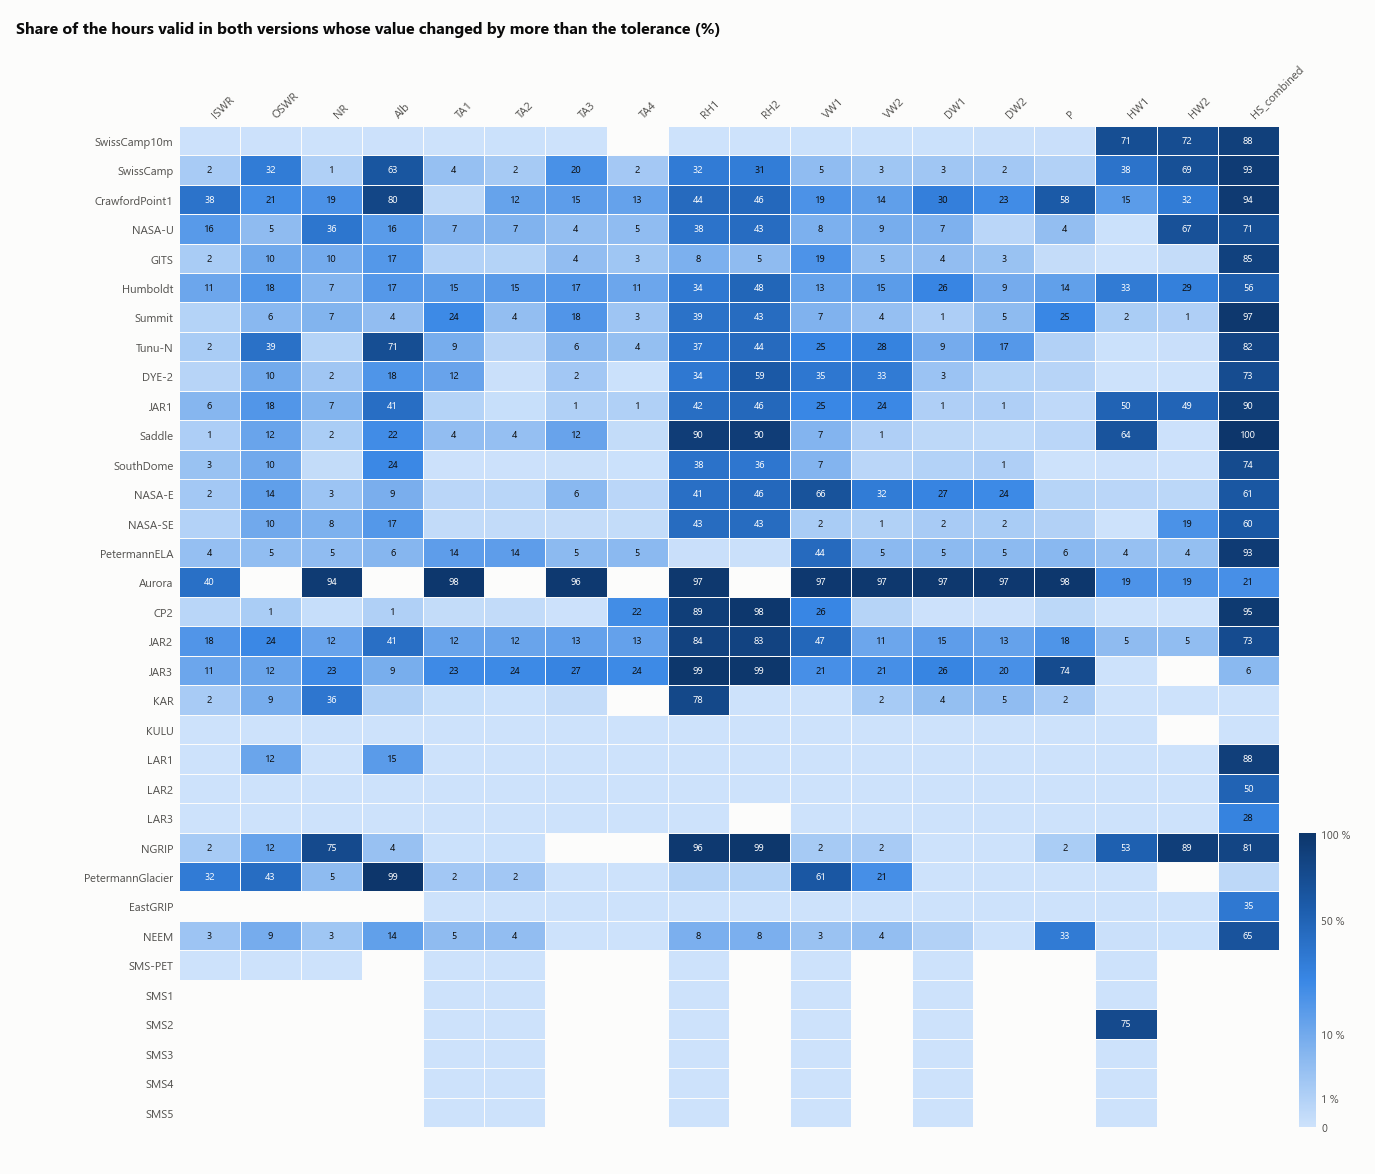 Share of the hours valid in both versions whose value changed by more than the tolerance (%)
ISWR OSWR NR Alb TA1 TA2 TA3 TA4 RH1 RH2 VW1 VW2 DW1 DW2 P HW1 HW2 HS_combined
SwissCamp10m 71 72 88
SwissCamp 2 32 1 63 4 2 20 2 32 31 5 3 3 2 38 69 93
CrawfordPoint1 38 21 19 80 12 15 13 44 46 19 14 30 23 58 15 32 94
NASA-U 16 5 36 16 7 7 4 5 38 43 8 9 7 4 67 71
GITS 2 10 10 17 4 3 8 5 19 5 4 3 85
Humboldt 11 18 7 17 15 15 17 11 34 48 13 15 26 9 14 33 29 56
Summit 6 7 4 24 4 18 3 39 43 7 4 1 5 25 2 1 97
Tunu-N 2 39 71 9 6 4 37 44 25 28 9 17 82
DYE-2 10 2 18 12 2 34 59 35 33 3 73
JAR1 6 18 7 41 1 1 42 46 25 24 1 1 50 49 90
Saddle 1 12 2 22 4 4 12 90 90 7 1 64 100
SouthDome 3 10 24 38 36 7 1 74
NASA-E 2 14 3 9 6 41 46 66 32 27 24 61
NASA-SE 10 8 17 43 43 2 1 2 2 19 60
PetermannELA 4 5 5 6 14 14 5 5 44 5 5 5 6 4 4 93
Aurora 40 94 98 96 97 97 97 97 97 98 19 19 21
CP2 1 1 22 89 98 26 95
JAR2 18 24 12 41 12 12 13 13 84 83 47 11 15 13 18 5 5 73
JAR3 11 12 23 9 23 24 27 24 99 99 21 21 26 20 74 6
KAR 2 9 36 78 2 4 5 2
KULU
LAR1 12 15 88
LAR2 50
LAR3 28
NGRIP 2 12 75 4 96 99 2 2 2 53 89 81
PetermannGlacier 32 43 5 99 2 2 61 21
EastGRIP 35
NEEM 3 9 3 14 5 4 8 8 3 4 33 65
SMS-PET
SMS1
SMS2 75
SMS3
SMS4
SMS5
100 %
50 %
10 %
1 %
0